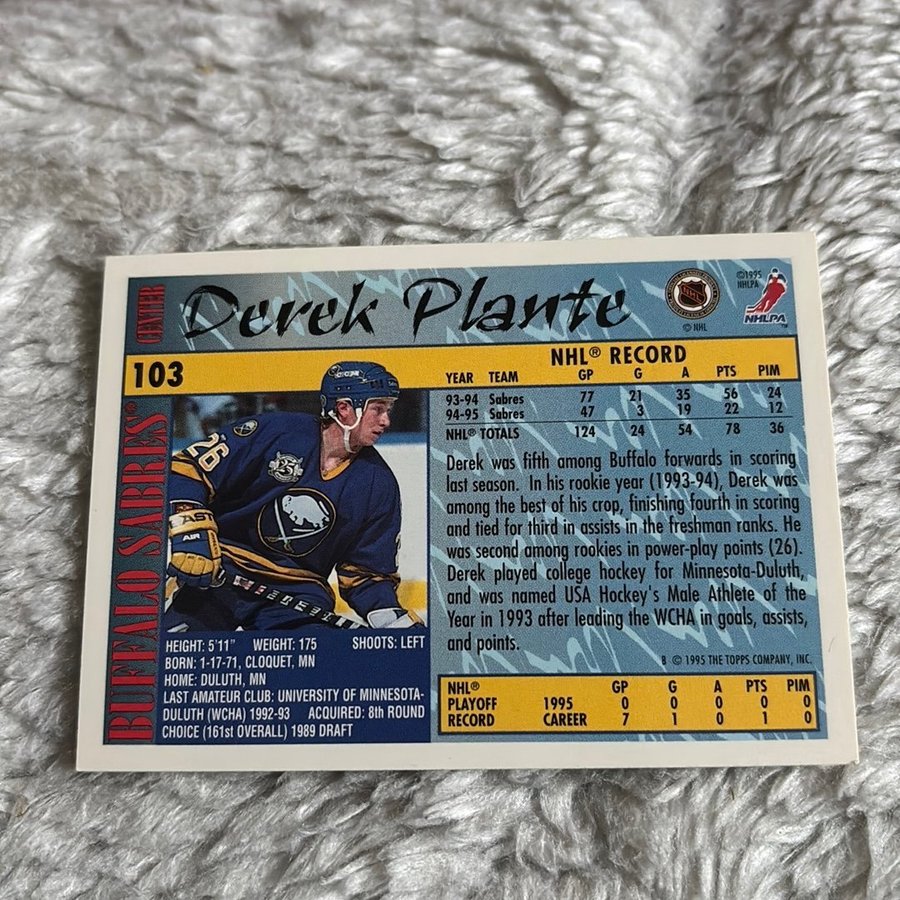 CENTER
Derek Plante
NHL
© NHL
©1995
NHLPA
NHLPA
103
BUFFALO SABRES®
26
25
ASTE
AIR
NHL® RECORD
YEAR TEAM GP G A PTS PIM
93-94 Sabres 77 21 35 56 24
94-95 Sabres 47 3 19 22 12
NHL® TOTALS 124 24 54 78 36
Derek was fifth among Buffalo forwards in scoring
last season. In his rookie year (1993-94), Derek was
among the best of his crop, finishing fourth in scoring
and tied for third in assists in the freshman ranks. He
was second among rookies in power-play points (26).
Derek played college hockey for Minnesota-Duluth,
and was named USA Hockey's Male Athlete of the
Year in 1993 after leading the WCHA in goals, assists,
and points.
B © 1995 THE TOPPS COMPANY, INC.
HEIGHT: 5'11" WEIGHT: 175 SHOOTS: LEFT
BORN: 1-17-71, CLOQUET, MN
HOME: DULUTH, MN
LAST AMATEUR CLUB: UNIVERSITY OF MINNESOTA-
DULUTH (WCHA) 1992-93 ACQUIRED: 8th ROUND
CHOICE (161st OVERALL) 1989 DRAFT
NHL® GP G A PTS PIM
PLAYOFF 1995 0 0 0 0 0
RECORD CAREER 7 1 0 1 0